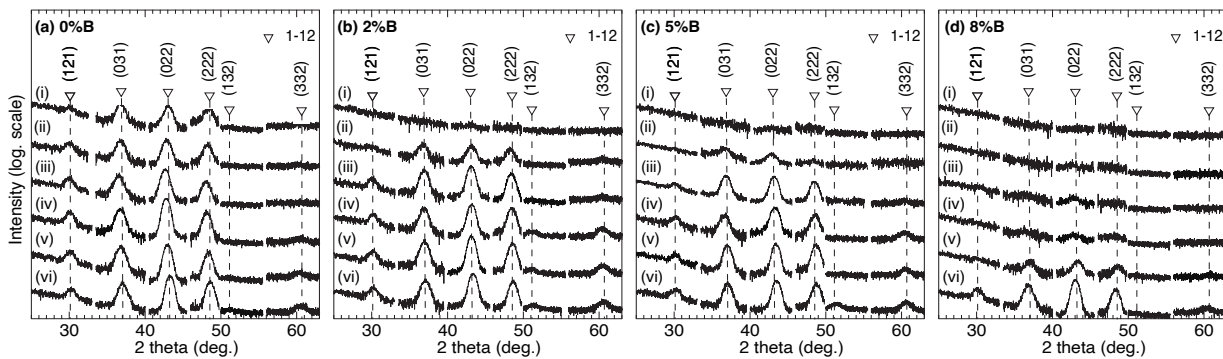 Intensity (log. scale)
(a) 0%B
▽ 1-12
(121)
(031)
(022)
(222)
(132)
(332)
(i)
(ii)
(iii)
(iv)
(v)
(vi)
30 40 50 60
2 theta (deg.)
(b) 2%B
▽ 1-12
(121)
(031)
(022)
(222)
(132)
(332)
(i)
(ii)
(iii)
(iv)
(v)
(vi)
30 40 50 60
2 theta (deg.)
(c) 5%B
▽ 1-12
(121)
(031)
(022)
(222)
(132)
(332)
(i)
(ii)
(iii)
(iv)
(v)
(vi)
30 40 50 60
2 theta (deg.)
(d) 8%B
▽ 1-12
(121)
(031)
(022)
(222)
(132)
(332)
(i)
(ii)
(iii)
(iv)
(v)
(vi)
30 40 50 60
2 theta (deg.)